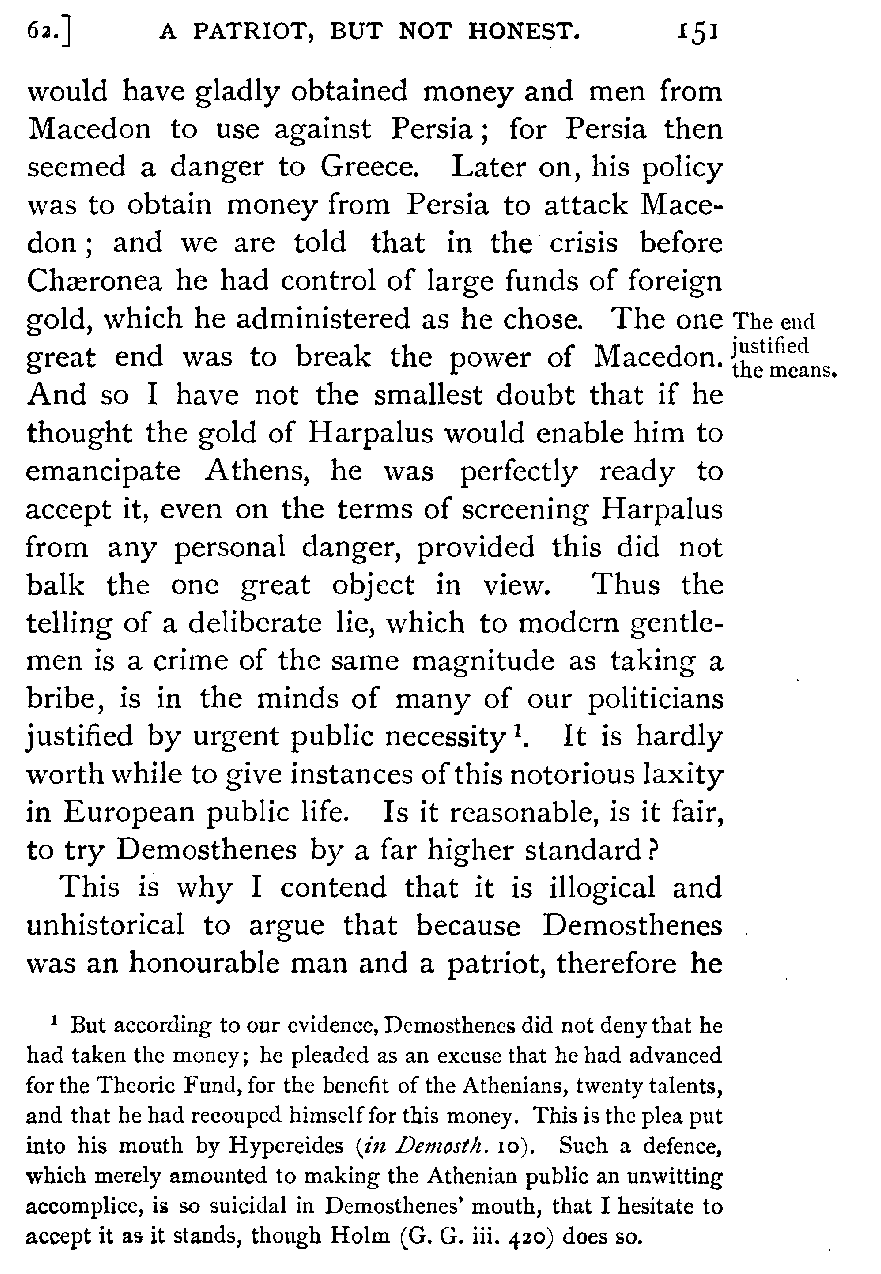 62.] A PATRIOT, BUT NOT HONEST. 151
would have gladly obtained money and men from
Macedon to use against Persia; for Persia then
seemed a danger to Greece. Later on, his policy
was to obtain money from Persia to attack Mace-
don; and we are told that in the crisis before
Chæronea he had control of large funds of foreign
gold, which he administered as he chose. The one
great end was to break the power of Macedon.
The end
justified
the means.
And so I have not the smallest doubt that if he
thought the gold of Harpalus would enable him to
emancipate Athens, he was perfectly ready to
accept it, even on the terms of screening Harpalus
from any personal danger, provided this did not
balk the one great object in view. Thus the
telling of a deliberate lie, which to modern gentle-
men is a crime of the same magnitude as taking a
bribe, is in the minds of many of our politicians
justified by urgent public necessity ¹. It is hardly
worth while to give instances of this notorious laxity
in European public life. Is it reasonable, is it fair,
to try Demosthenes by a far higher standard?
This is why I contend that it is illogical and
unhistorical to argue that because Demosthenes
was an honourable man and a patriot, therefore he
¹ But according to our evidence, Demosthenes did not deny that he
had taken the money; he pleaded as an excuse that he had advanced
for the Theoric Fund, for the benefit of the Athenians, twenty talents,
and that he had recouped himself for this money. This is the plea put
into his mouth by Hypereides (in Demosth. 10). Such a defence,
which merely amounted to making the Athenian public an unwitting
accomplice, is so suicidal in Demosthenes' mouth, that I hesitate to
accept it as it stands, though Holm (G. G. iii. 420) does so.